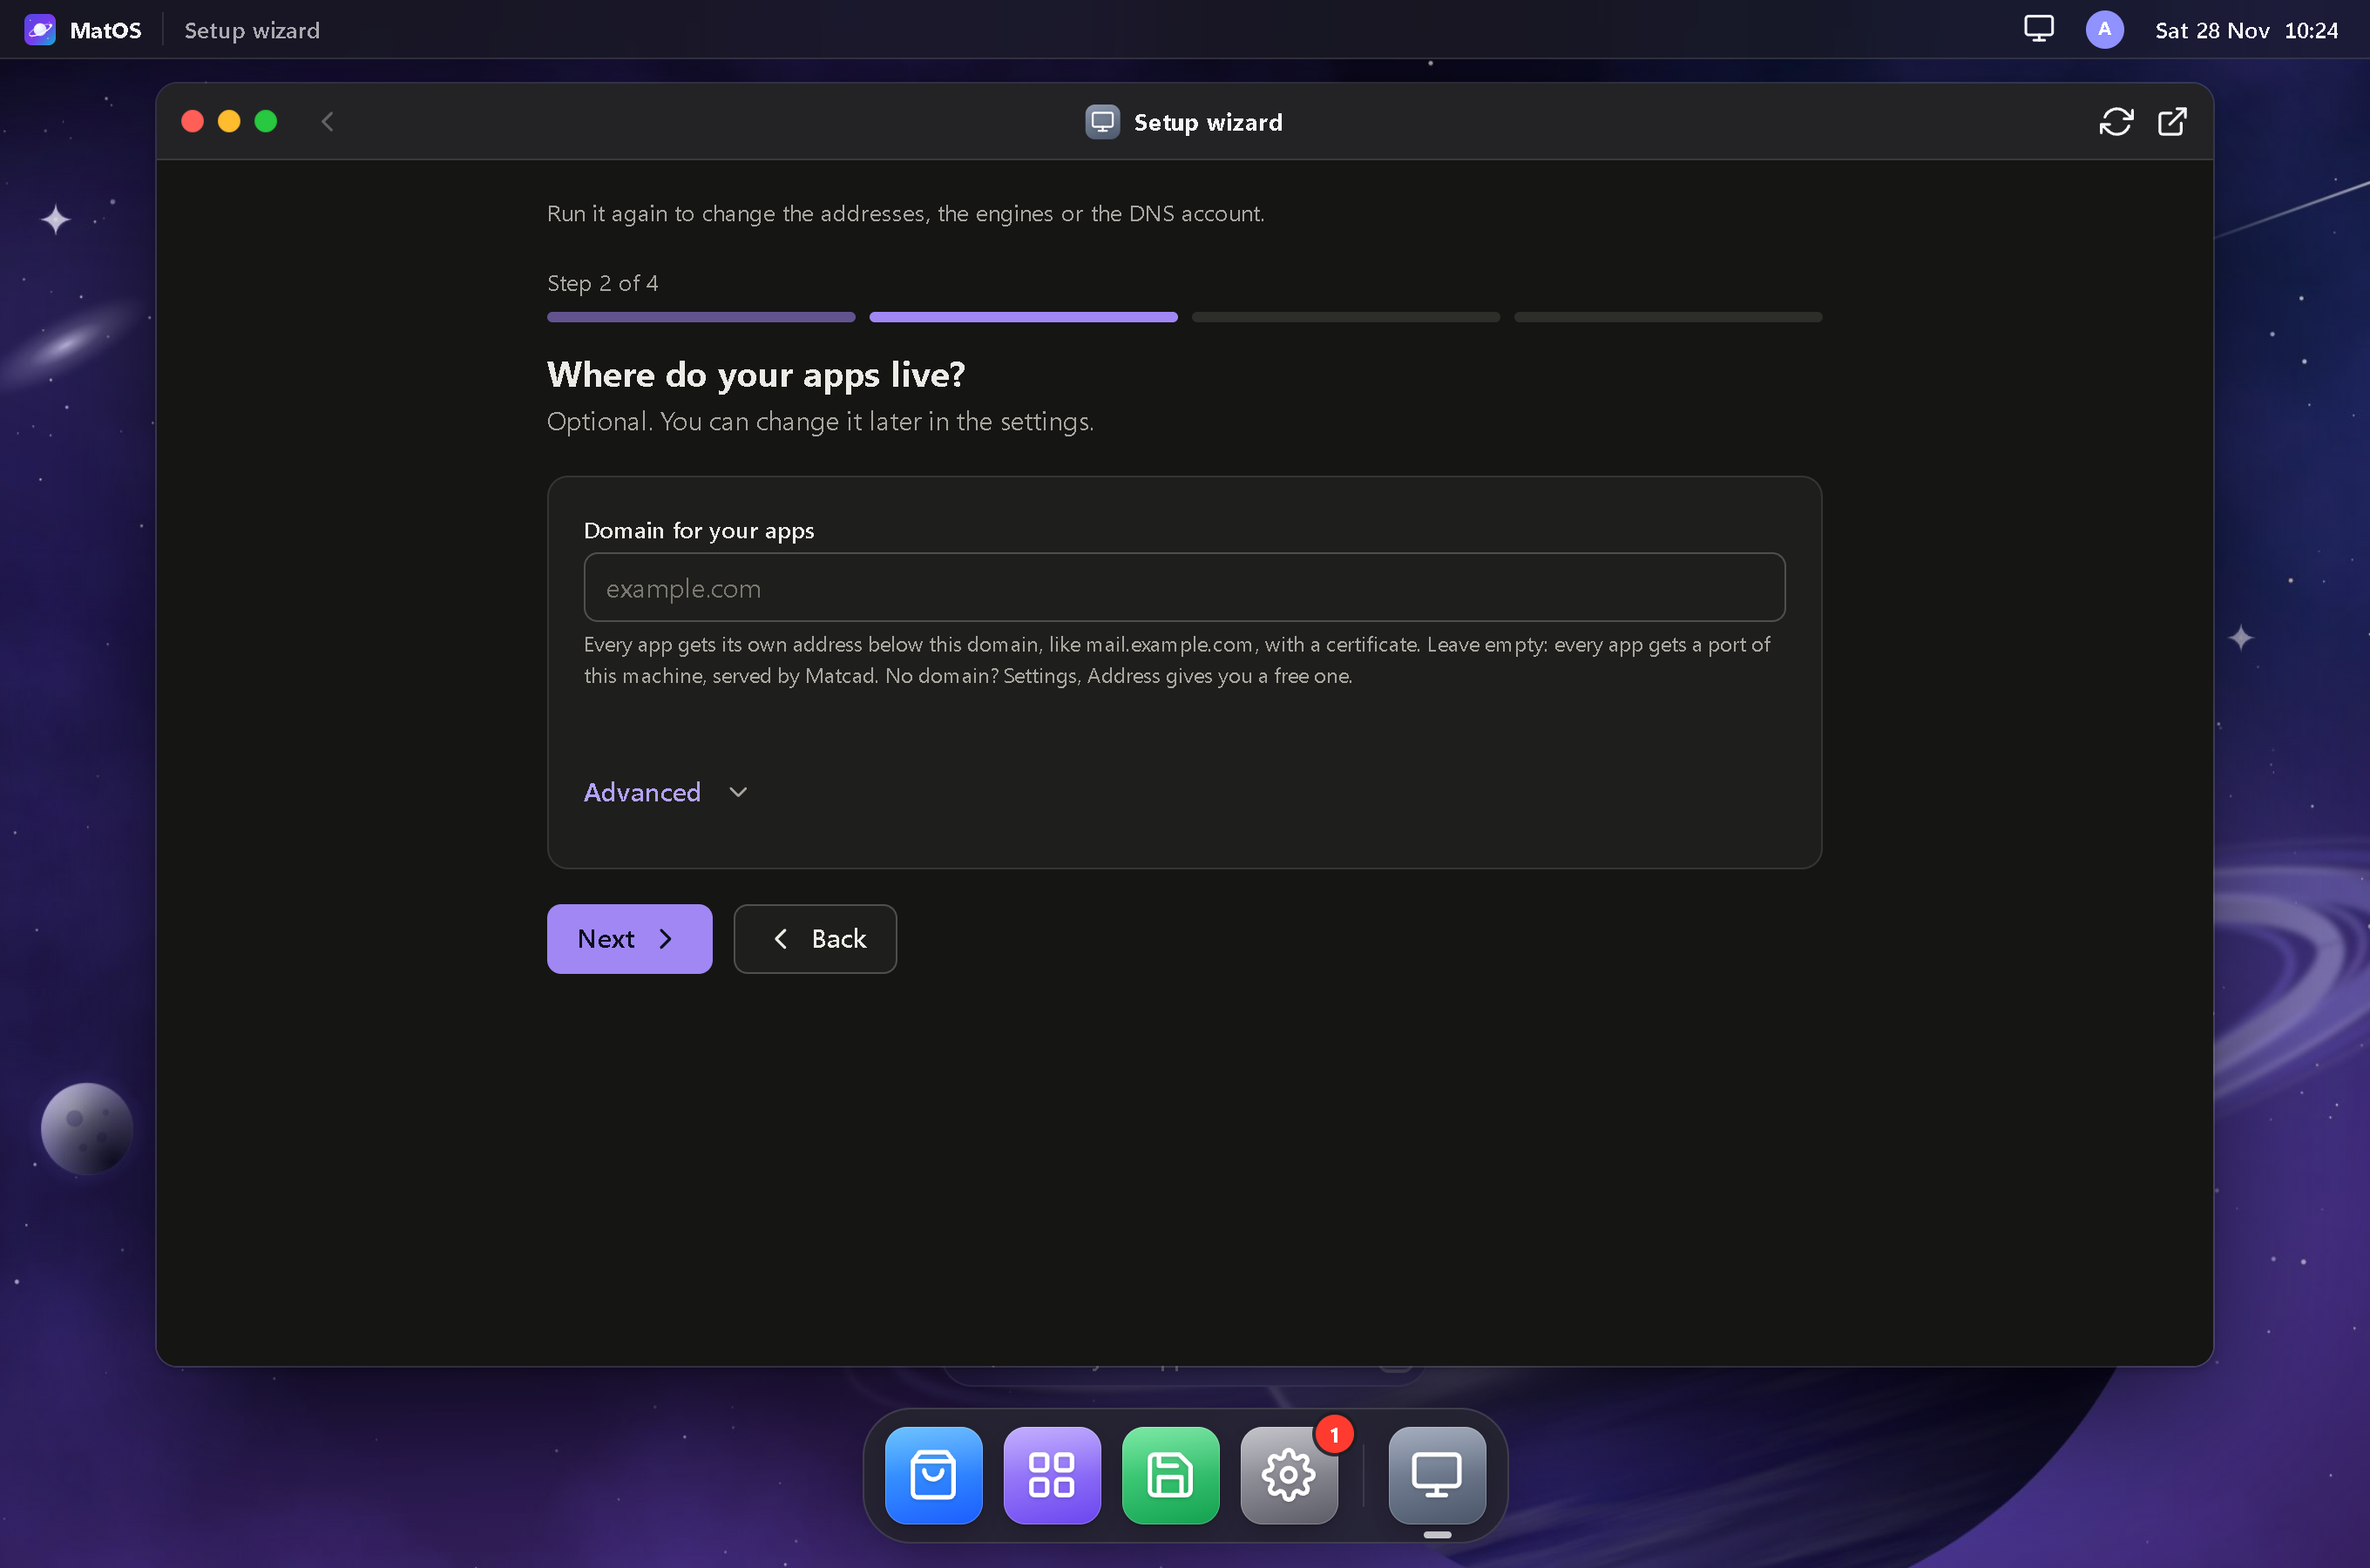 MatOS
Setup wizard
A
Sat 28 Nov 10:24
Setup wizard
Run it again to change the addresses, the engines or the DNS account.
Step 2 of 4
Where do your apps live?
Optional. You can change it later in the settings.
Domain for your apps
example.com
Every app gets its own address below this domain, like mail.example.com, with a certificate. Leave empty: every app gets a port of
this machine, served by Matcad. No domain? Settings, Address gives you a free one.
Advanced
Next
Back
1